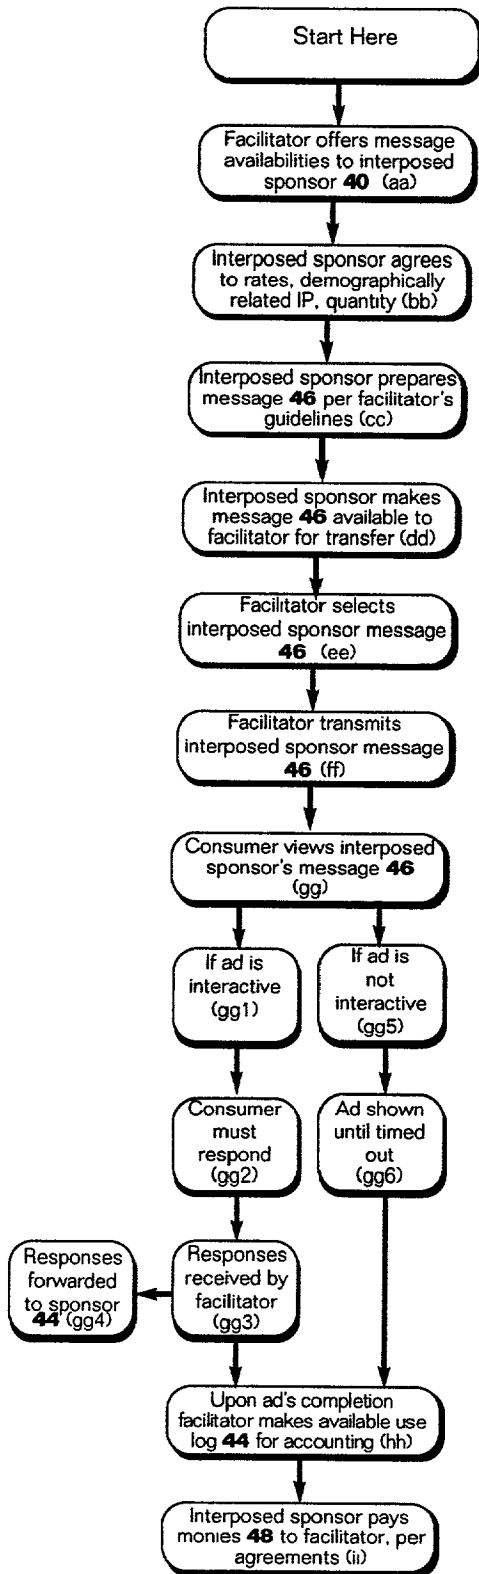 Start Here
Facilitator offers message
availabilities to interposed
sponsor 40 (aa)
Interposed sponsor agrees
to rates, demographically
related IP, quantity (bb)
Interposed sponsor prepares
message 46 per facilitator's
guidelines (cc)
Interposed sponsor makes
message 46 available to
facilitator for transfer (dd)
Facilitator selects
interposed sponsor message
46 (ee)
Facilitator transmits
interposed sponsor message
46 (ff)
Consumer views interposed
sponsor's message 46
(gg)
If ad is
interactive
(gg1)
If ad is
not
interactive
(gg5)
Consumer
must
respond
(gg2)
Ad shown
until timed
out
(gg6)
Responses
forwarded
to sponsor
44 (gg4)
Responses
received by
facilitator
(gg3)
Upon ad's completion
facilitator makes available use
log 44 for accounting (hh)
Interposed sponsor pays
monies 48 to facilitator, per
agreements (ii)